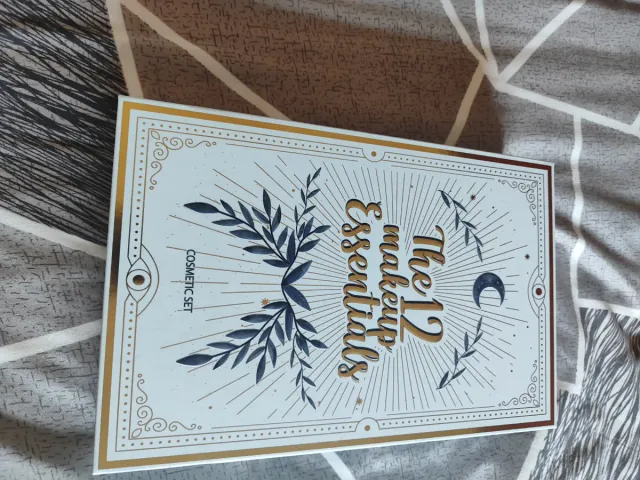 The 12
makeup
Essentials
COSMETIC SET